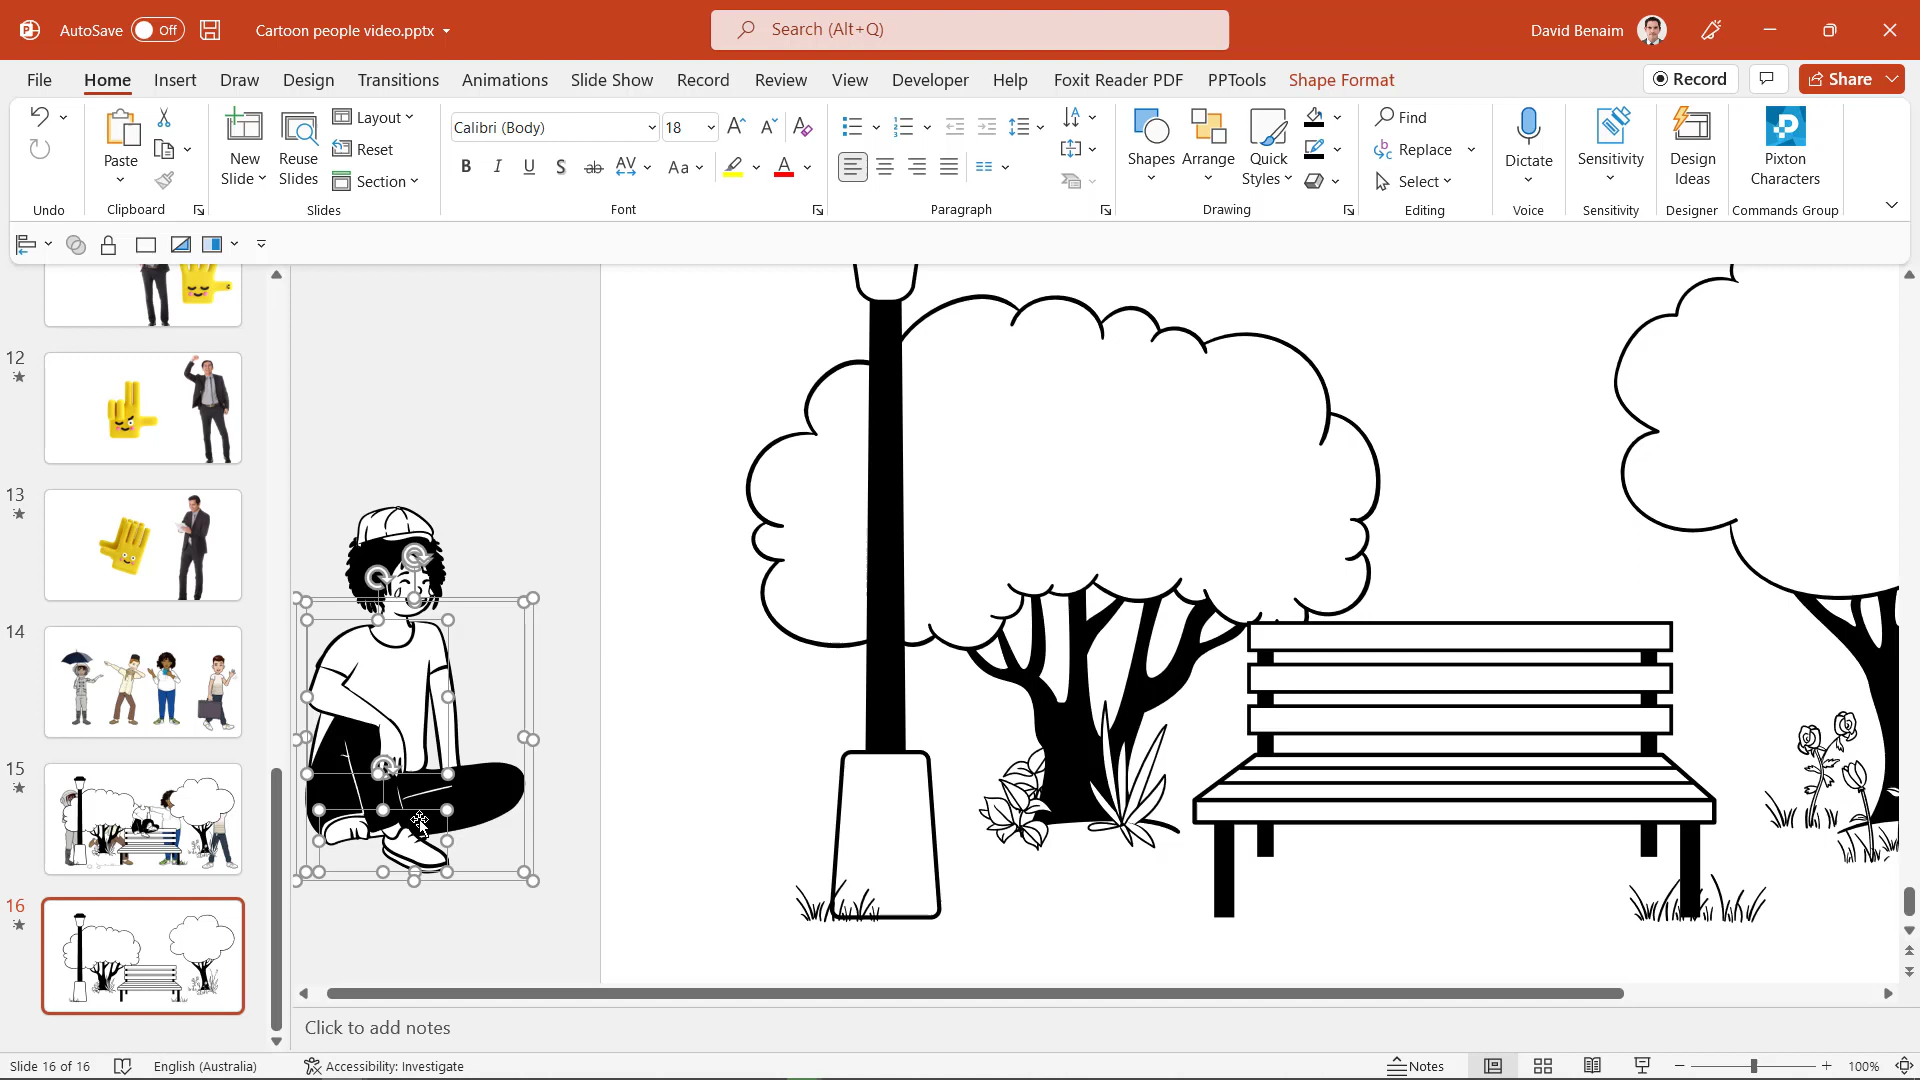 AutoSave Off Cartoon people video.pptx Search (Alt+Q) David Benaim
File Home Insert Draw Design Transitions Animations Slide Show Record Review View Developer Help Foxit Reader PDF PPTools Shape Format Record Share
Paste
New Slide
Reuse Slides
Layout
Reset
Section
Calibri (Body) 18
B I U S ab AV Aa A
Shapes
Arrange
Quick Styles
Find
Replace
Select
Dictate
Sensitivity
Design Ideas
Pixton Characters
Undo Clipboard Slides Font Paragraph Drawing Editing Voice Sensitivity Designer Commands Group
12
13
14
15
16
Click to add notes
Slide 16 of 16 English (Australia) Accessibility: Investigate Notes 100%